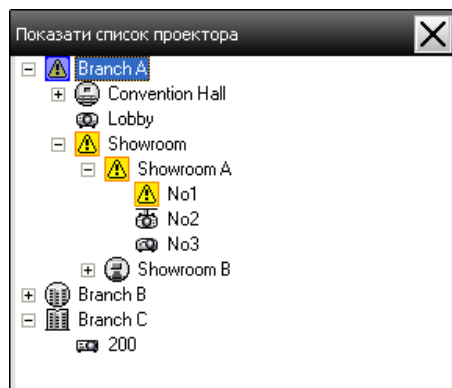 Показати список проектора
Branch A
Convention Hall
Lobby
Showroom
Showroom A
No1
No2
No3
Showroom B
Branch B
Branch C
200